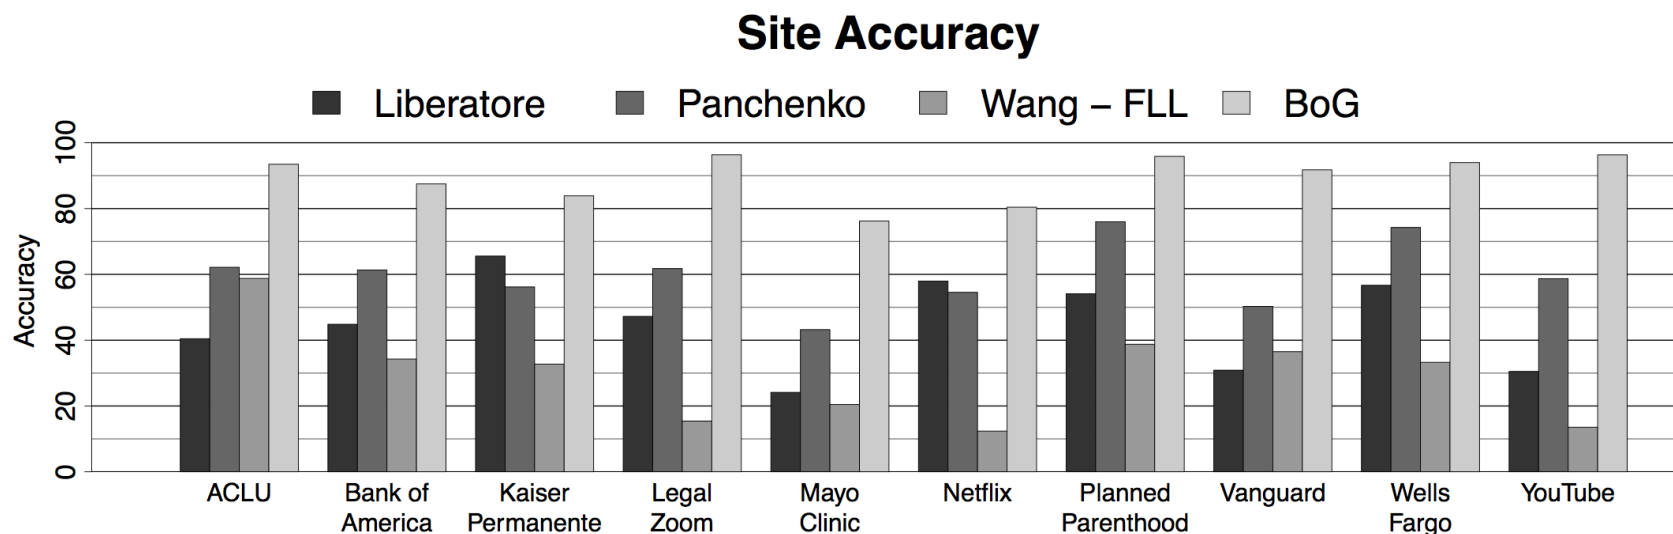 Site Accuracy
Liberatore Panchenko Wang – FLL BoG
Accuracy
100
80
60
40
20
0
ACLU Bank of America Kaiser Permanente Legal Zoom Mayo Clinic Netflix Planned Parenthood Vanguard Wells Fargo YouTube